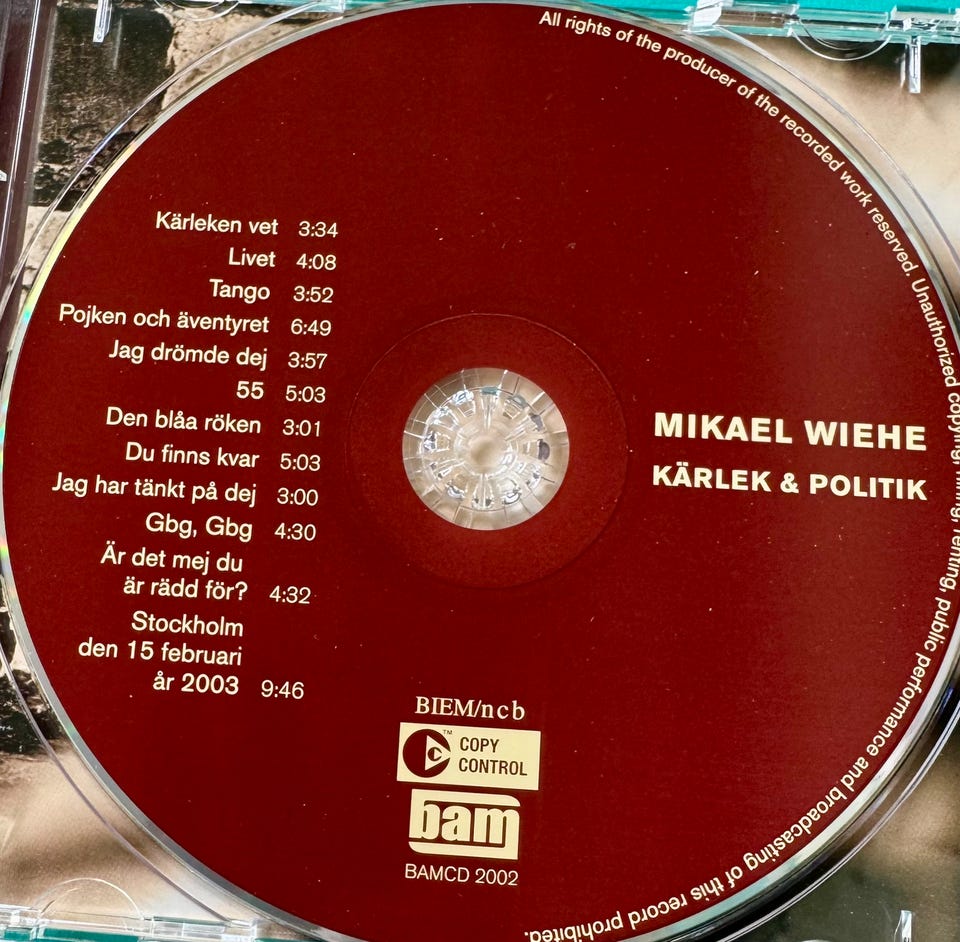 All rights of the producer of the recorded work reserved. Unauthorized copying, hiring, renting, public performance and broadcasting of this record prohibited.
Kärleken vet 3:34
Livet 4:08
Tango 3:52
Pojken och äventyret 6:49
Jag drömde dej 3:57
55 5:03
Den blåa röken 3:01
Du finns kvar 5:03
Jag har tänkt på dej 3:00
Gbg, Gbg 4:30
Är det mej du
är rädd för? 4:32
Stockholm
den 15 februari
år 2003 9:46
MIKAEL WIEHE
KÄRLEK & POLITIK
BIEM/ncb
COPY
CONTROL
TM
bam
BAMCD 2002